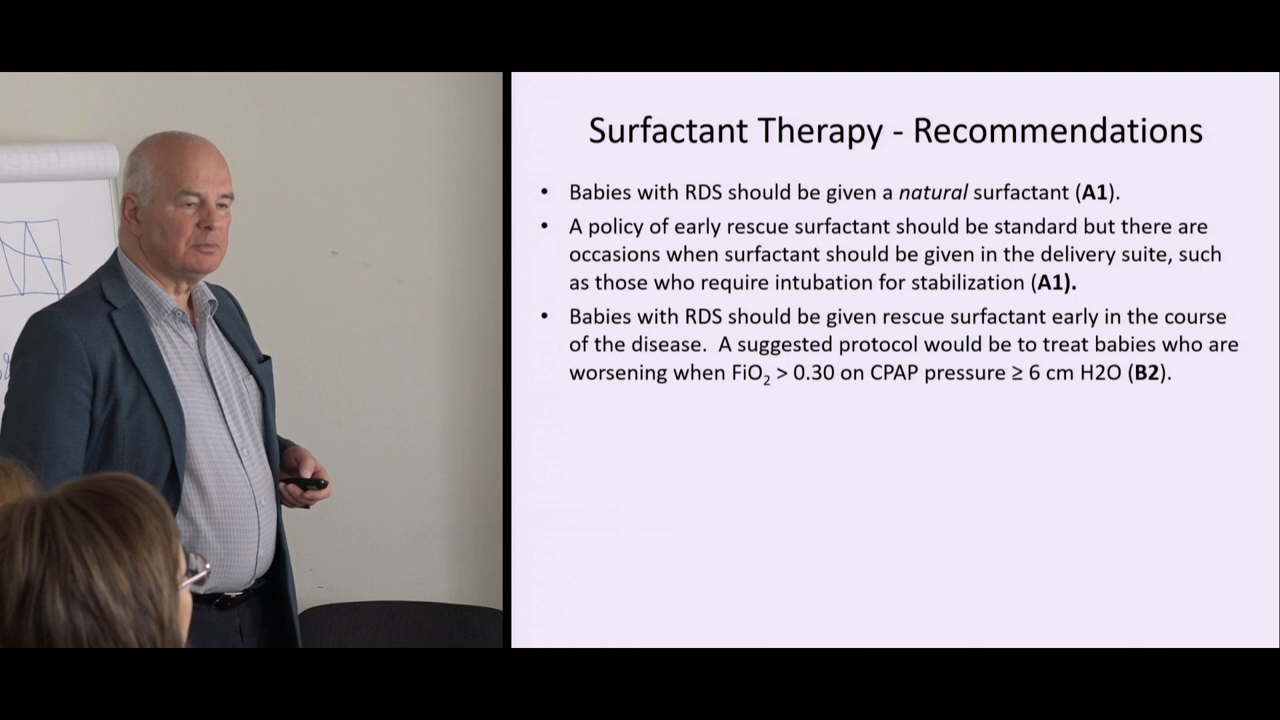 Surfactant Therapy - Recommendations
• Babies with RDS should be given a natural surfactant (A1).
• A policy of early rescue surfactant should be standard but there are
occasions when surfactant should be given in the delivery suite, such
as those who require intubation for stabilization (A1).
• Babies with RDS should be given rescue surfactant early in the course
of the disease. A suggested protocol would be to treat babies who are
worsening when FiO₂ > 0.30 on CPAP pressure ≥ 6 cm H2O (B2).